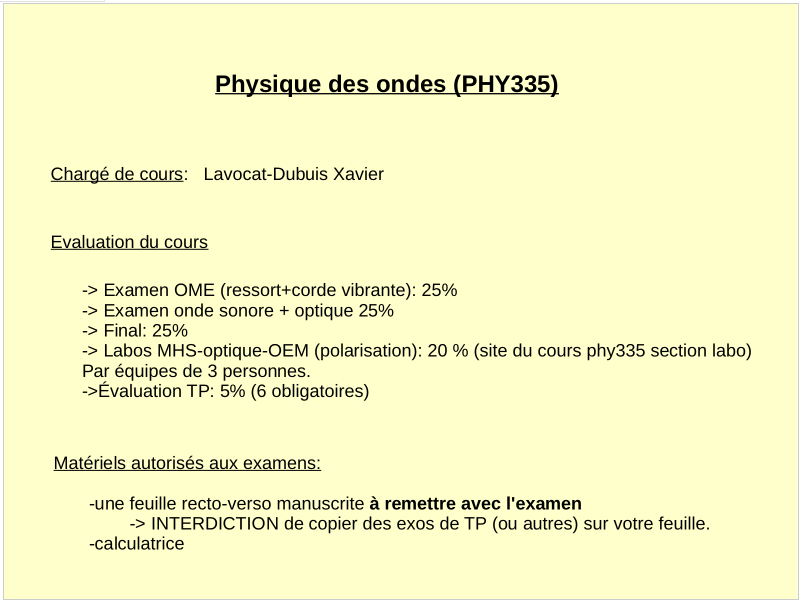 Physique des ondes (PHY335)
Chargé de cours: Lavocat-Dubuis Xavier
Evaluation du cours
-> Examen OME (ressort+corde vibrante): 25%
-> Examen onde sonore + optique 25%
-> Final: 25%
-> Labos MHS-optique-OEM (polarisation): 20 % (site du cours phy335 section labo)
Par équipes de 3 personnes.
->Évaluation TP: 5% (6 obligatoires)
Matériels autorisés aux examens:
-une feuille recto-verso manuscrite à remettre avec l'examen
-> INTERDICTION de copier des exos de TP (ou autres) sur votre feuille.
-calculatrice